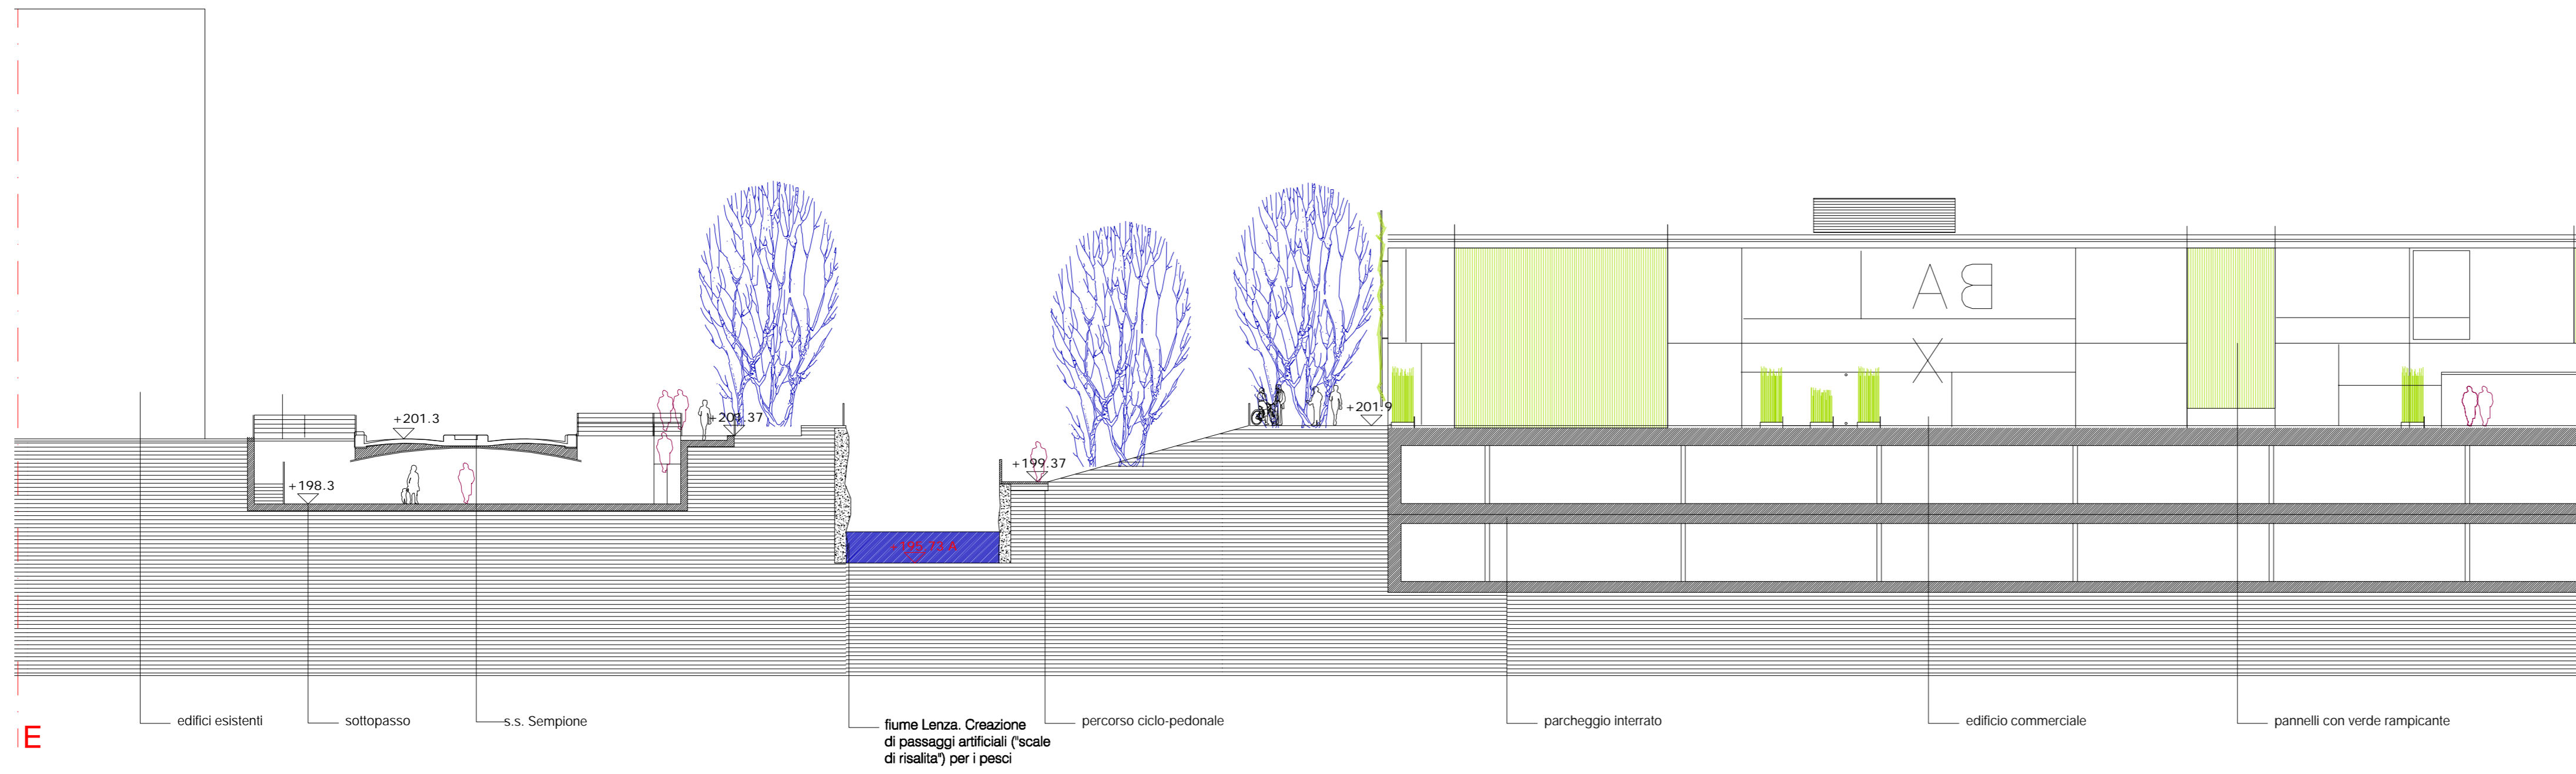 AB
X
+201.3
+201.37
+201.9
+199.37
+198.3
edifici esistenti
sottopasso
s.s. Sempione
fiume Lenza. Creazione
di passaggi artificiali ("scale
di risalita") per i pesci
percorso ciclo-pedonale
parcheggio interrato
edificio commerciale
pannelli con verde rampicante
E